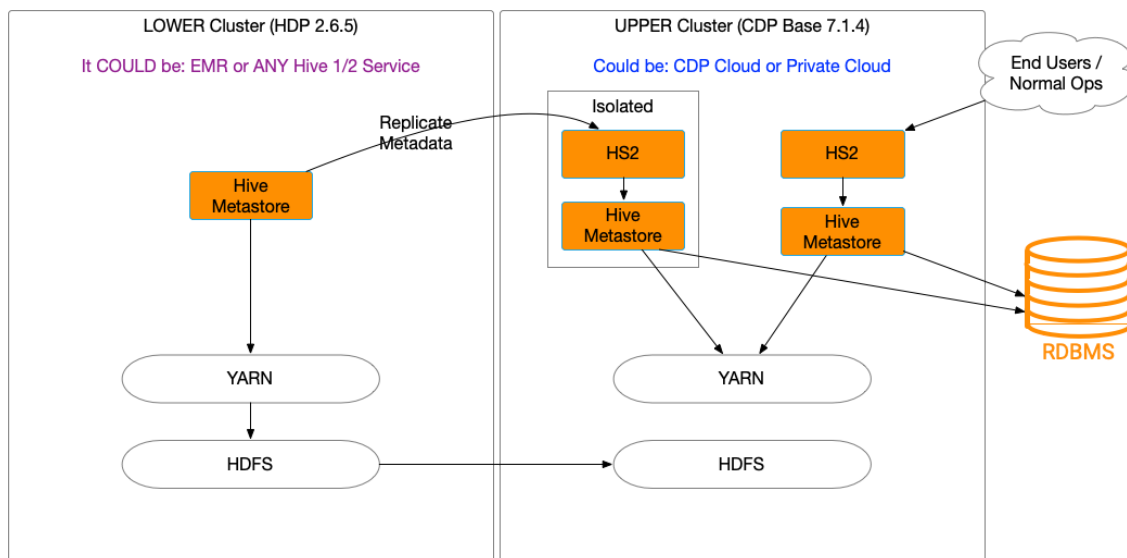 LOWER Cluster (HDP 2.6.5)
It COULD be: EMR or ANY Hive 1/2 Service
Replicate
Metadata
Hive
Metastore
YARN
HDFS
UPPER Cluster (CDP Base 7.1.4)
Could be: CDP Cloud or Private Cloud
Isolated
HS2
Hive
Metastore
HS2
Hive
Metastore
YARN
HDFS
End Users /
Normal Ops
RDBMS